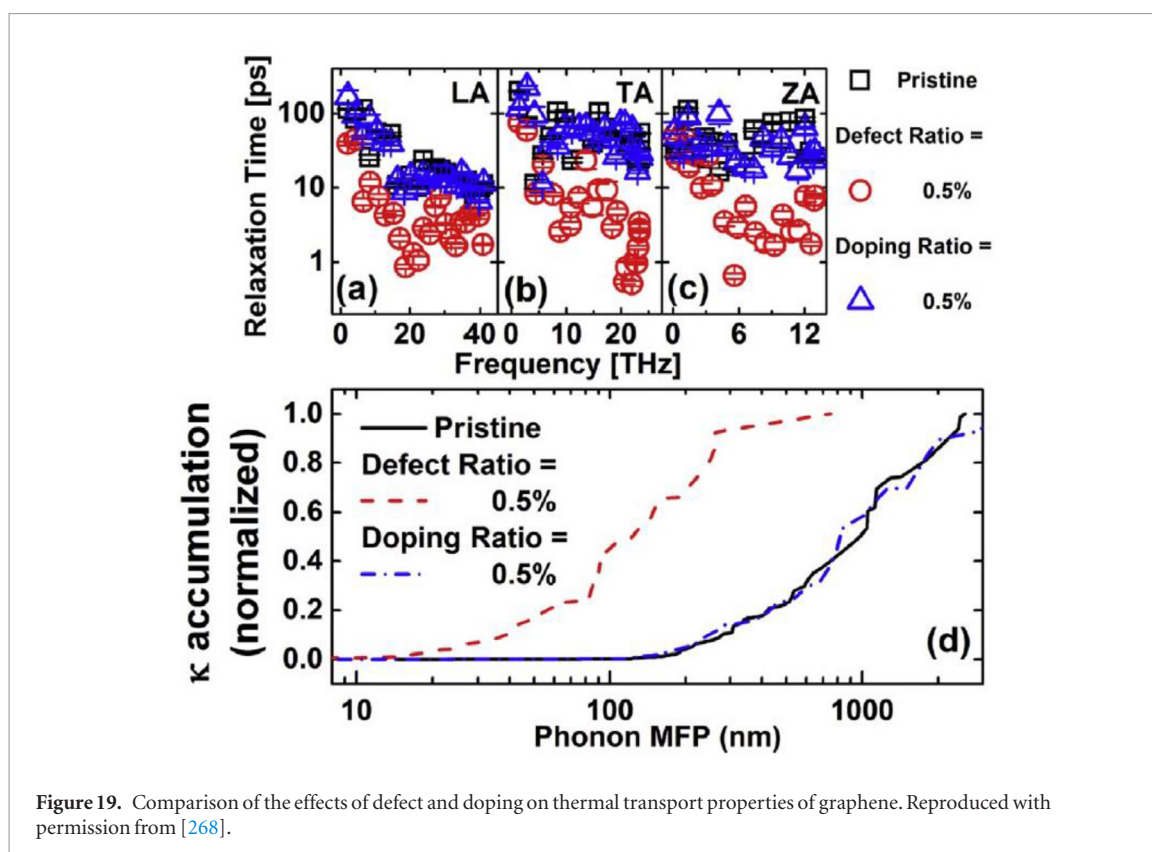 Relaxation Time [ps]
100
10
1
LA
TA
ZA
(a)
(b)
(c)
0 20 40 0 10 20 0 6 12
Frequency [THz]
Pristine
Defect Ratio =
0.5%
Doping Ratio =
0.5%
κ accumulation
(normalized)
1.0
0.8
0.6
0.4
0.2
0.0
Pristine
Defect Ratio =
0.5%
Doping Ratio =
0.5%
(d)
10 100 1000
Phonon MFP (nm)
Figure 19. Comparison of the effects of defect and doping on thermal transport properties of graphene. Reproduced with
permission from [268].